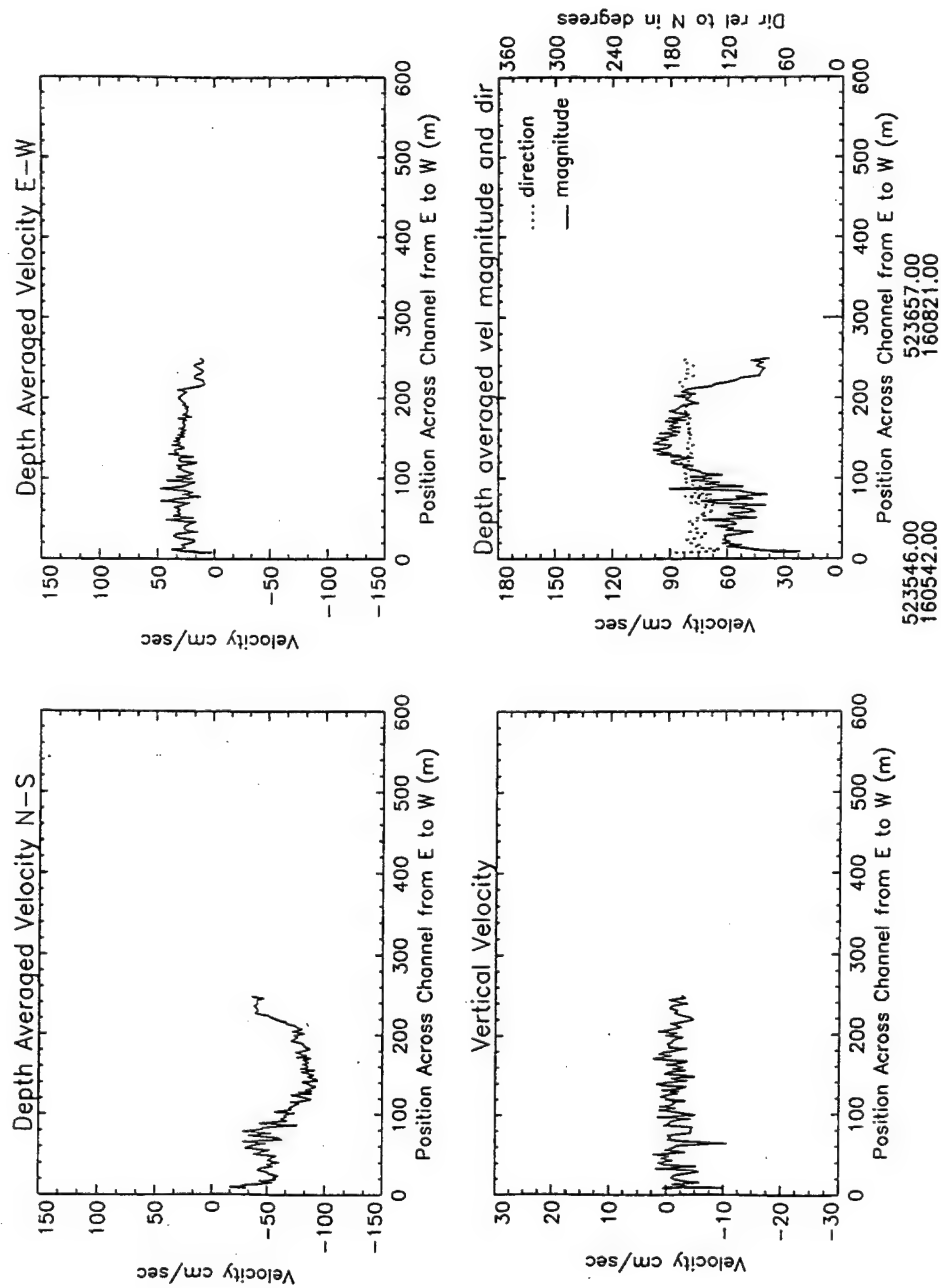 Depth Averaged Velocity N-S
150
100
50
0
-50
-100
-150
Velocity cm/sec
0 100 200 300 400 500 600
Position Across Channel from E to W (m)
Depth Averaged Velocity E-W
150
100
50
0
-50
-100
-150
Velocity cm/sec
0 100 200 300 400 500 600
Position Across Channel from E to W (m)
Vertical Velocity
30
20
10
0
-10
-20
-30
Velocity cm/sec
0 100 200 300 400 500 600
Position Across Channel from E to W (m)
Depth averaged vel magnitude and dir
180
150
120
90
60
30
0
Velocity cm/sec
direction
magnitude
360
300
240
180
120
60
0
Dir rel to N in degrees
0 100 200 300 400 500 600
Position Across Channel from E to W (m)
523546.00 523657.00
160542.00 160821.00